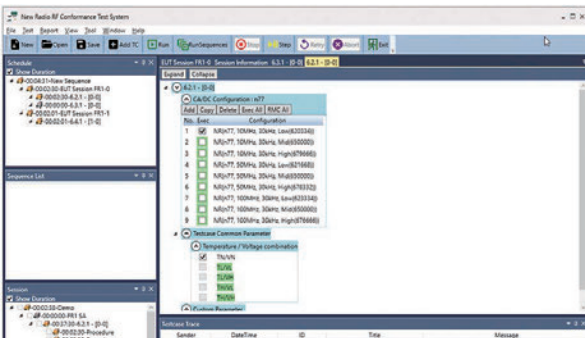 New Radio RF Conformance Test System
File Test Report View Tool Window Help
New Open Save Add TC Run RunSequences Stop Step Retry Abort Exit
Schedule
Show Duration
00:04:31-New Sequence
00:02:30-EUT Session FR1-0
00:02:30-6.2.1 - [0-0]
00:00:00-6.3.1 - [0-0]
00:02:01-EUT Session FR1-1
00:02:01-6.4.1 - [1-0]
Sequence List
Session
Show Duration
00:02:30-Demo
00:00:00-FR1 SA
00:37:30-6.2.1 - [0-0]
00:02:30-Procedure
EUT Session FR1-0 Session Information 6.3.1 - [0-0] 6.2.1 - [0-0]
Expand Collapse
6.2.1 - [0-0]
CA/DC Configuration : n77
Add Copy Delete Exec All RMC All
No. Exec Configuration
1 NR(n77, 10MHz, 30kHz, Low(620334))
2 NR(n77, 10MHz, 30kHz, Mid(650000))
3 NR(n77, 10MHz, 30kHz, High(679666))
4 NR(n77, 50MHz, 30kHz, Low(621668))
5 NR(n77, 50MHz, 30kHz, Mid(650000))
6 NR(n77, 50MHz, 30kHz, High(678332))
7 NR(n77, 100MHz, 30kHz, Low(623334))
8 NR(n77, 100MHz, 30kHz, Mid(650000))
9 NR(n77, 100MHz, 30kHz, High(676666))
Testcase Common Parameter
Temperature / Voltage combination
TN/VN
TL/VL
TL/VH
TH/VL
TH/VH
Custom Parameter
Testcase Trace
Sender DateTime ID Title Message